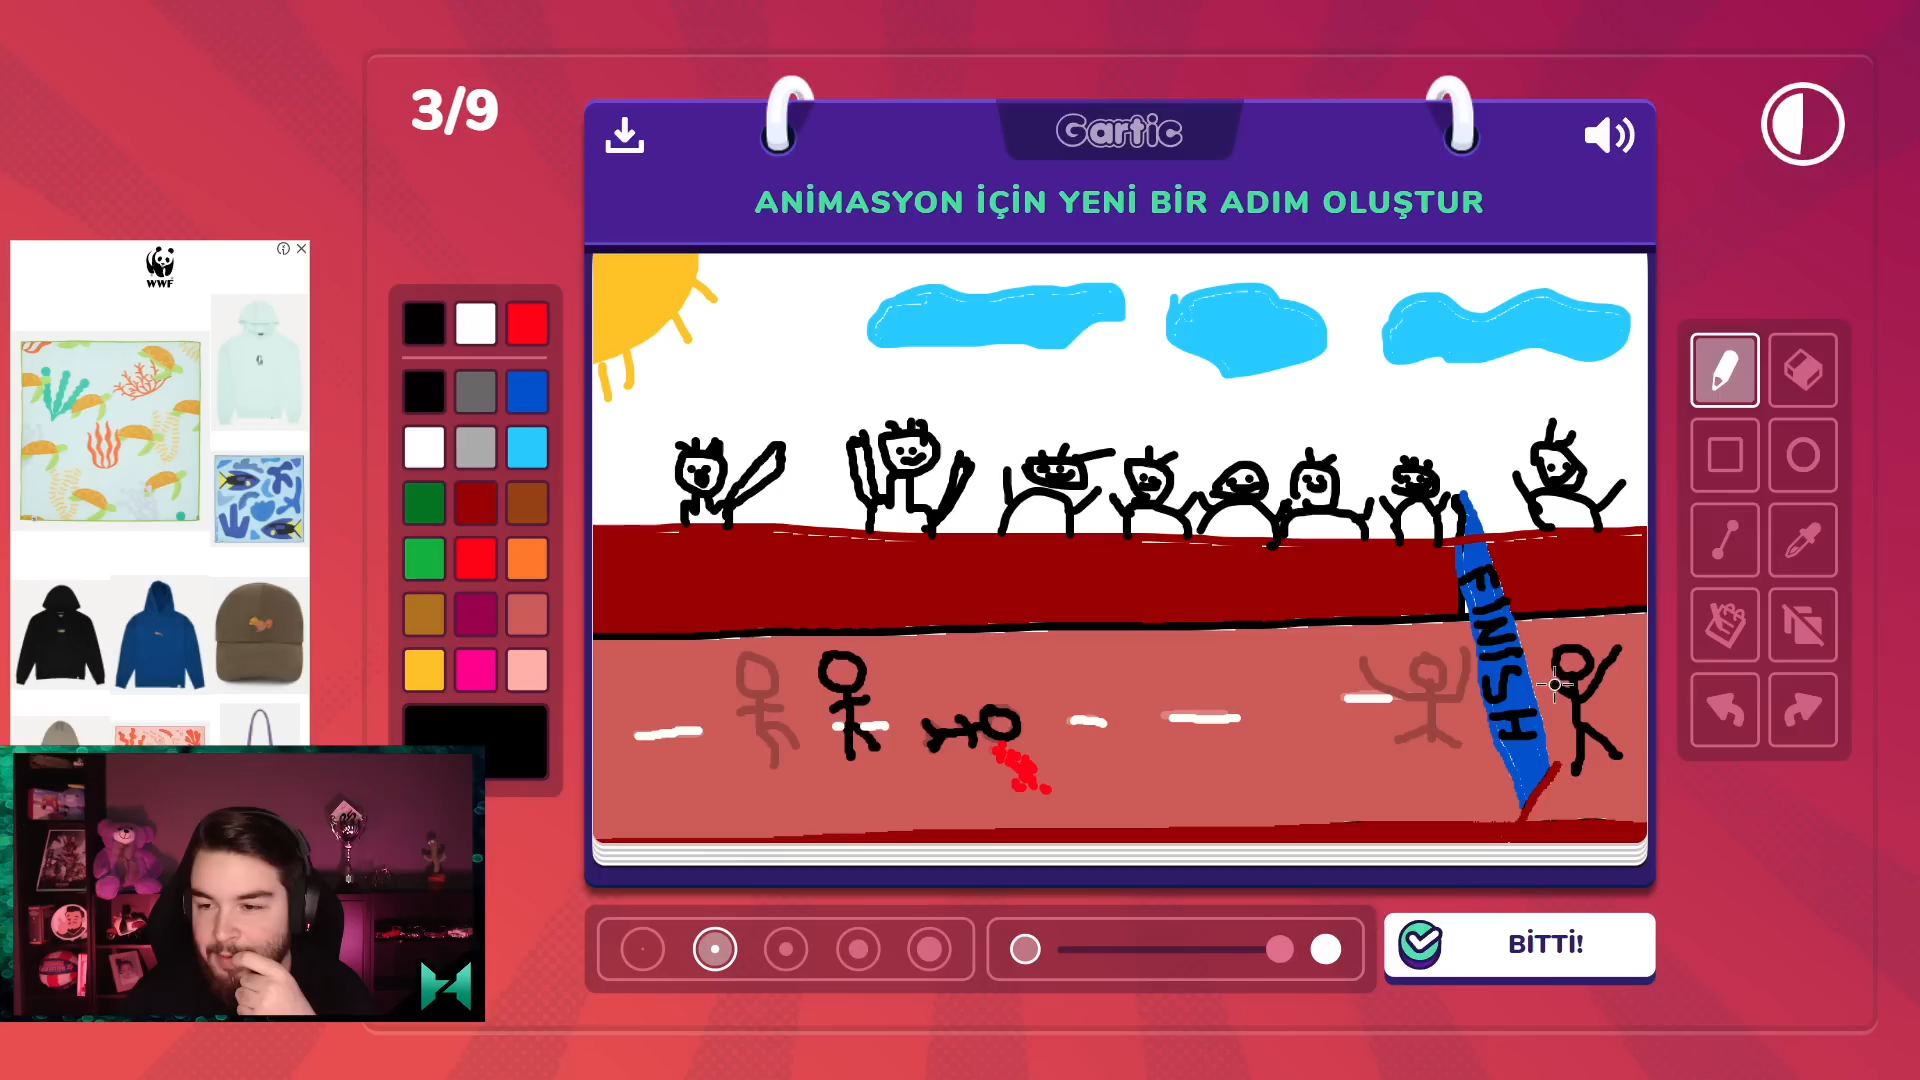 3/9
Gartic
ANİMASYON İÇİN YENİ BİR ADIM OLUŞTUR
WWF
FINISH
BİTTİ!